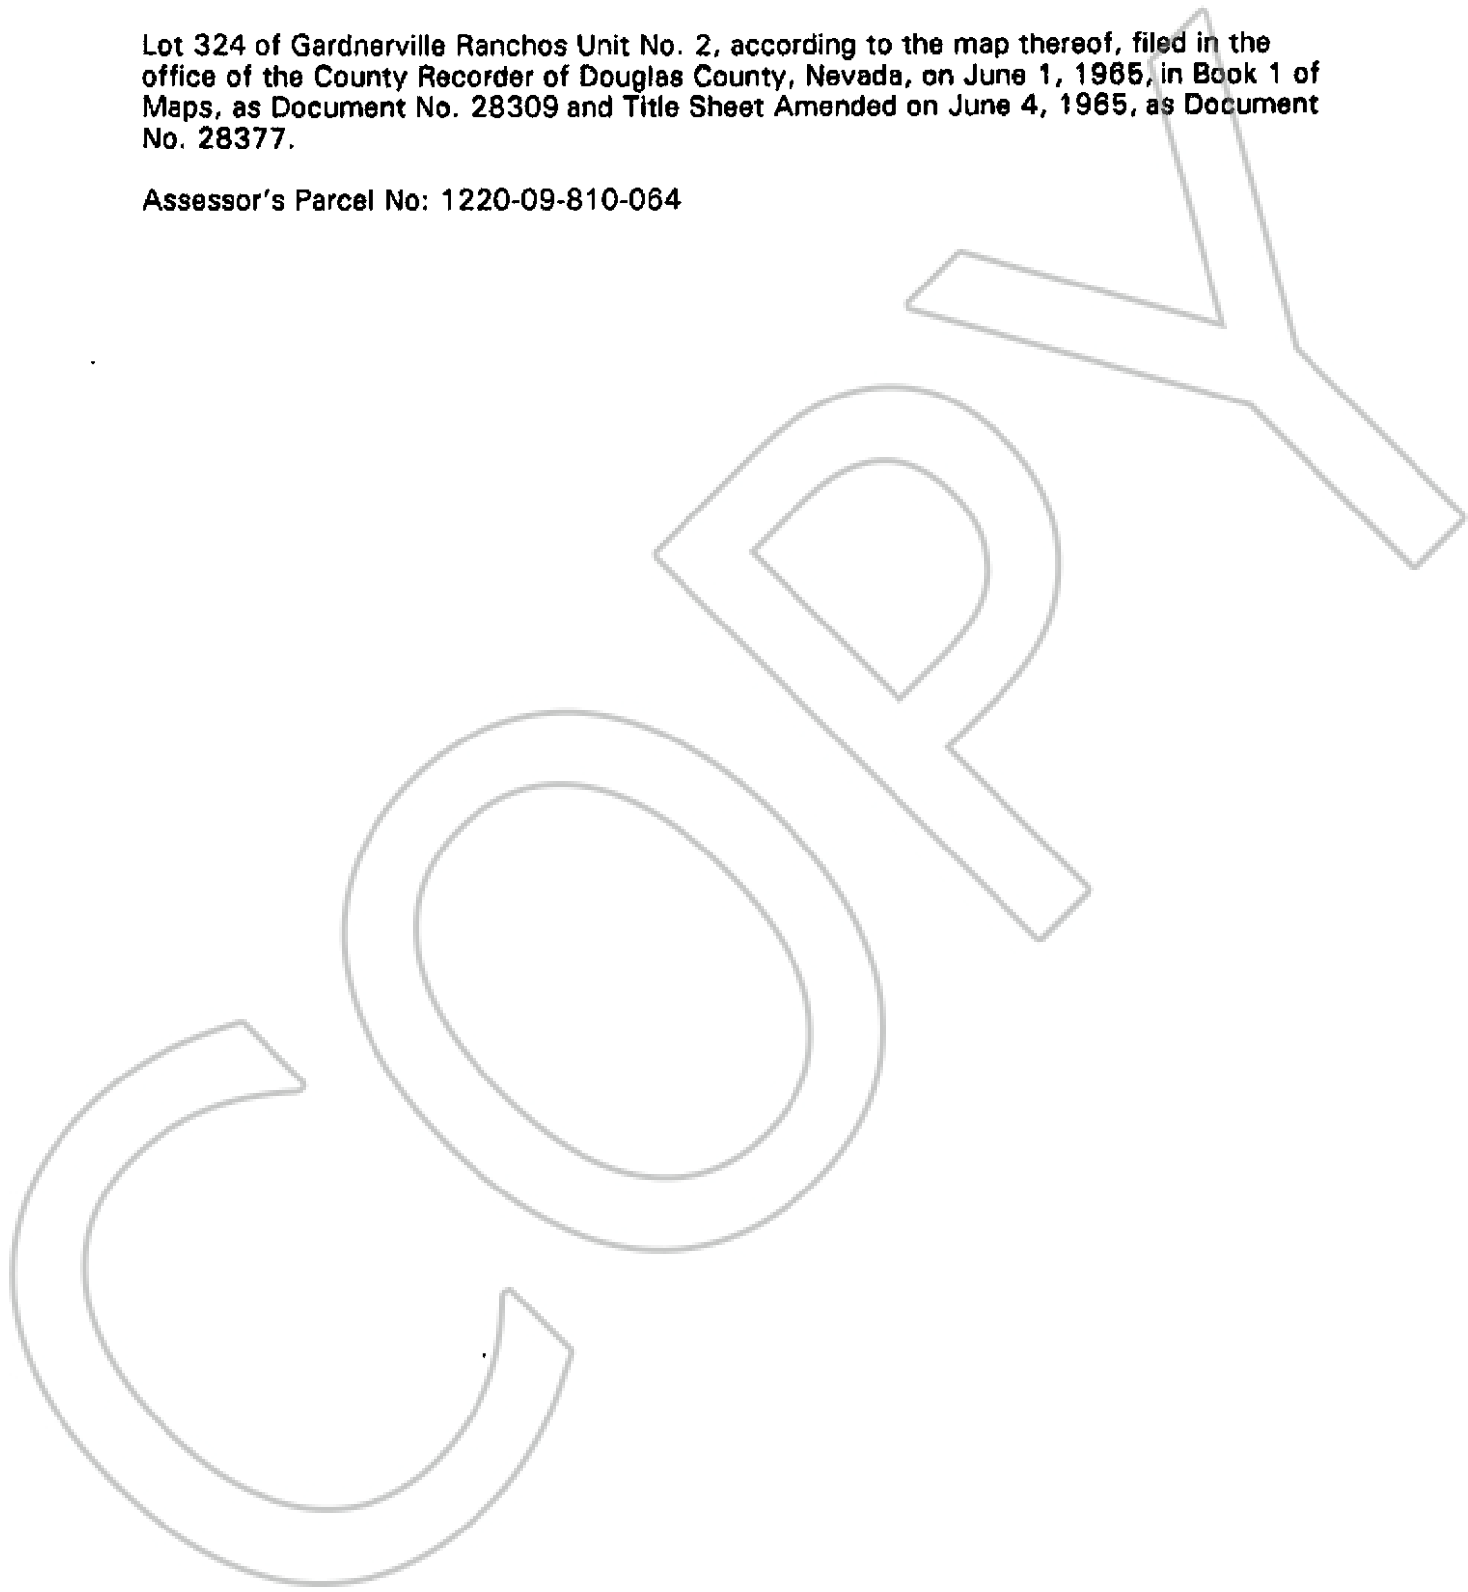 Lot 324 of Gardnerville Ranchos Unit No. 2, according to the map thereof, filed in the
office of the County Recorder of Douglas County, Nevada, on June 1, 1965, in Book 1 of
Maps, as Document No. 28309 and Title Sheet Amended on June 4, 1965, as Document
No. 28377.
Assessor's Parcel No: 1220-09-810-064
COPY